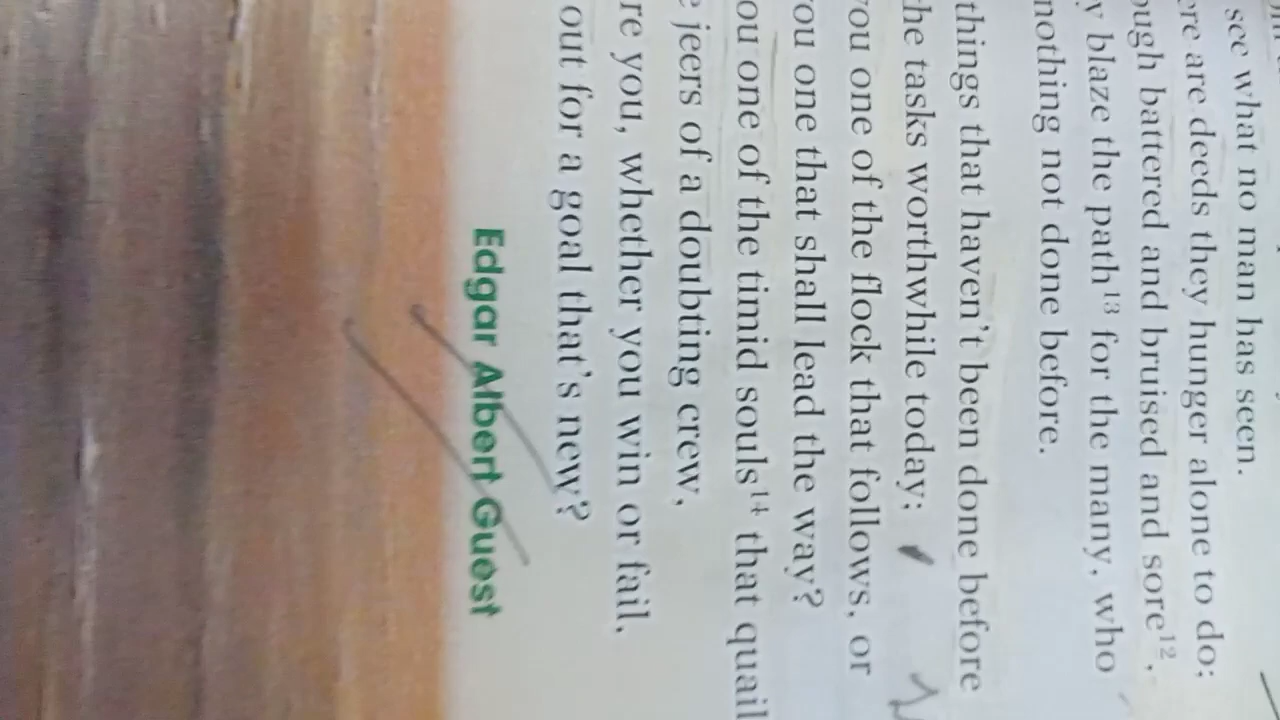 see what no man has seen.
ere are deeds they hunger alone to do;
ough battered and bruised and sore¹²,
y blaze the path¹³ for the many, who
nothing not done before.
things that haven't been done before
he tasks worthwhile today;
ou one of the flock that follows, or
ou one that shall lead the way?
ou one of the timid souls¹⁴ that quail
e jeers of a doubting crew,
re you, whether you win or fail,
out for a goal that's new?
Edgar Albert Guest